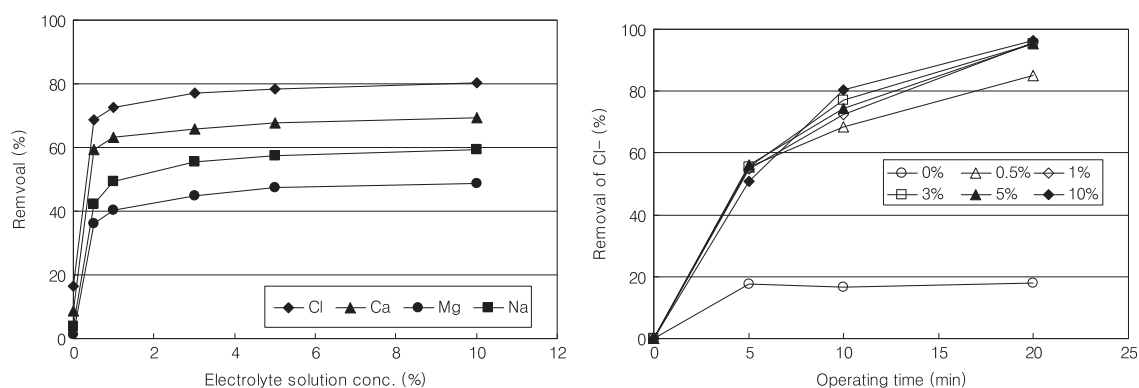 100
80
60
40
20
0
Remvoal (%)
0 2 4 6 8 10 12
Electrolyte solution conc. (%)
Cl Ca Mg Na
100
80
60
40
20
0
Removal of Cl- (%)
0 5 10 15 20 25
Operating time (min)
0% 0.5% 1%
3% 5% 10%